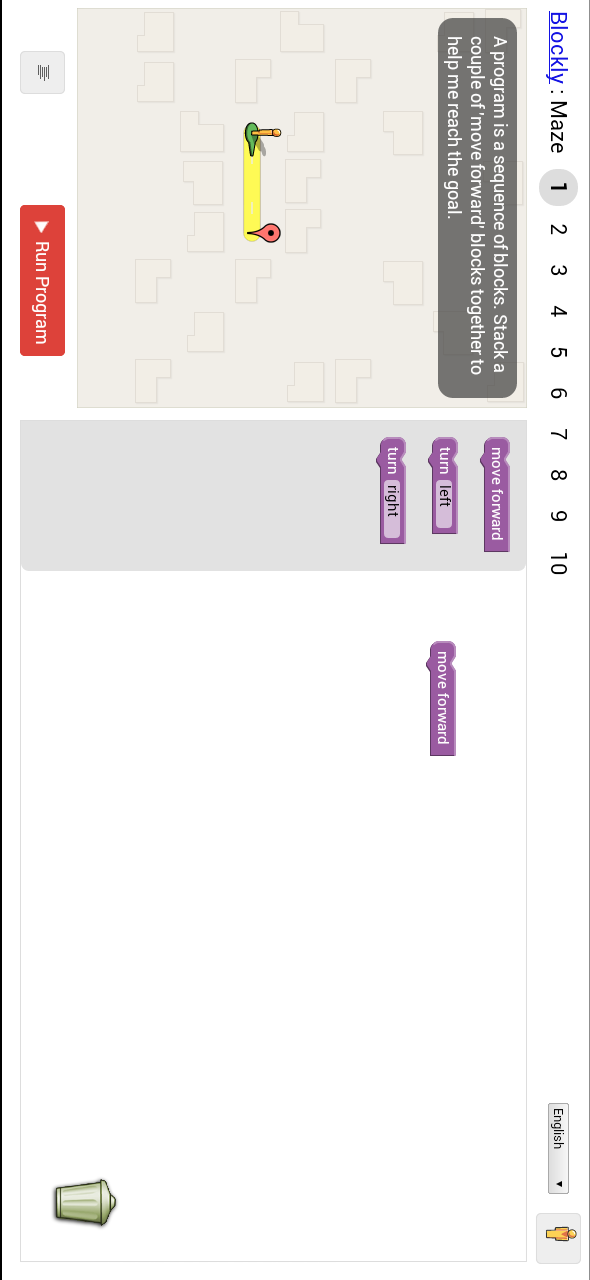 Blockly : Maze 1 2 3 4 5 6 7 8 9 10
English
A program is a sequence of blocks. Stack a
couple of 'move forward' blocks together to
help me reach the goal.
Run Program
move forward
turn left
turn right
move forward